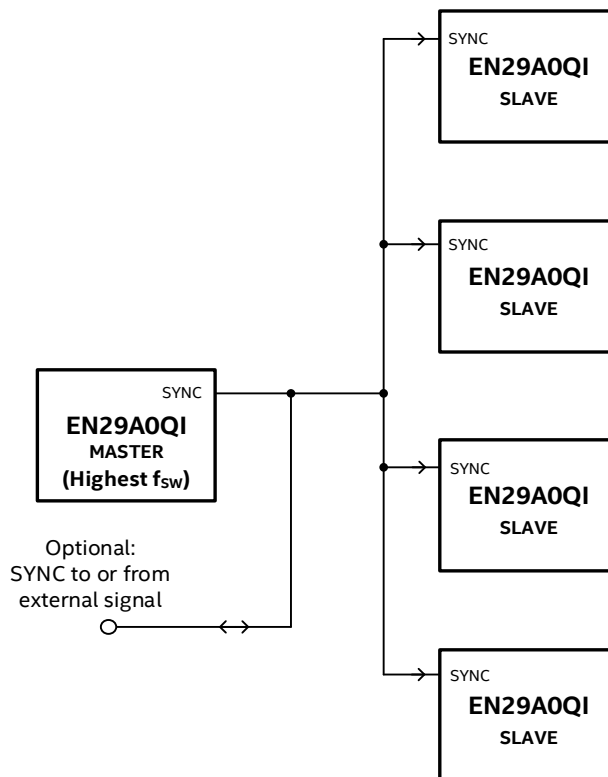 SYNC
EN29A0QI
SLAVE
SYNC
EN29A0QI
SLAVE
SYNC
EN29A0QI
MASTER
(Highest fSW)
Optional:
SYNC to or from
external signal
SYNC
EN29A0QI
SLAVE
SYNC
EN29A0QI
SLAVE